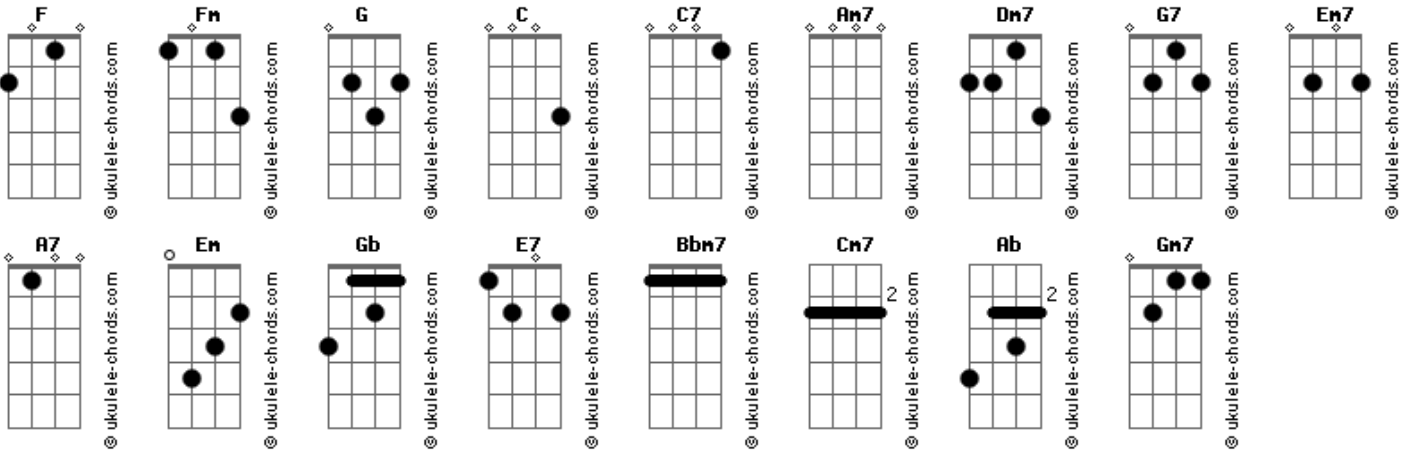 F Fm G C C7 Am7 Dm7 G7 Em7
© ukulele-chords.com © ukulele-chords.com © ukulele-chords.com © ukulele-chords.com © ukulele-chords.com © ukulele-chords.com © ukulele-chords.com © ukulele-chords.com © ukulele-chords.com
A7 Em Gb E7 Bbm7 Cm7 Ab Gm7
2 2
© ukulele-chords.com © ukulele-chords.com © ukulele-chords.com © ukulele-chords.com © ukulele-chords.com © ukulele-chords.com © ukulele-chords.com © ukulele-chords.com